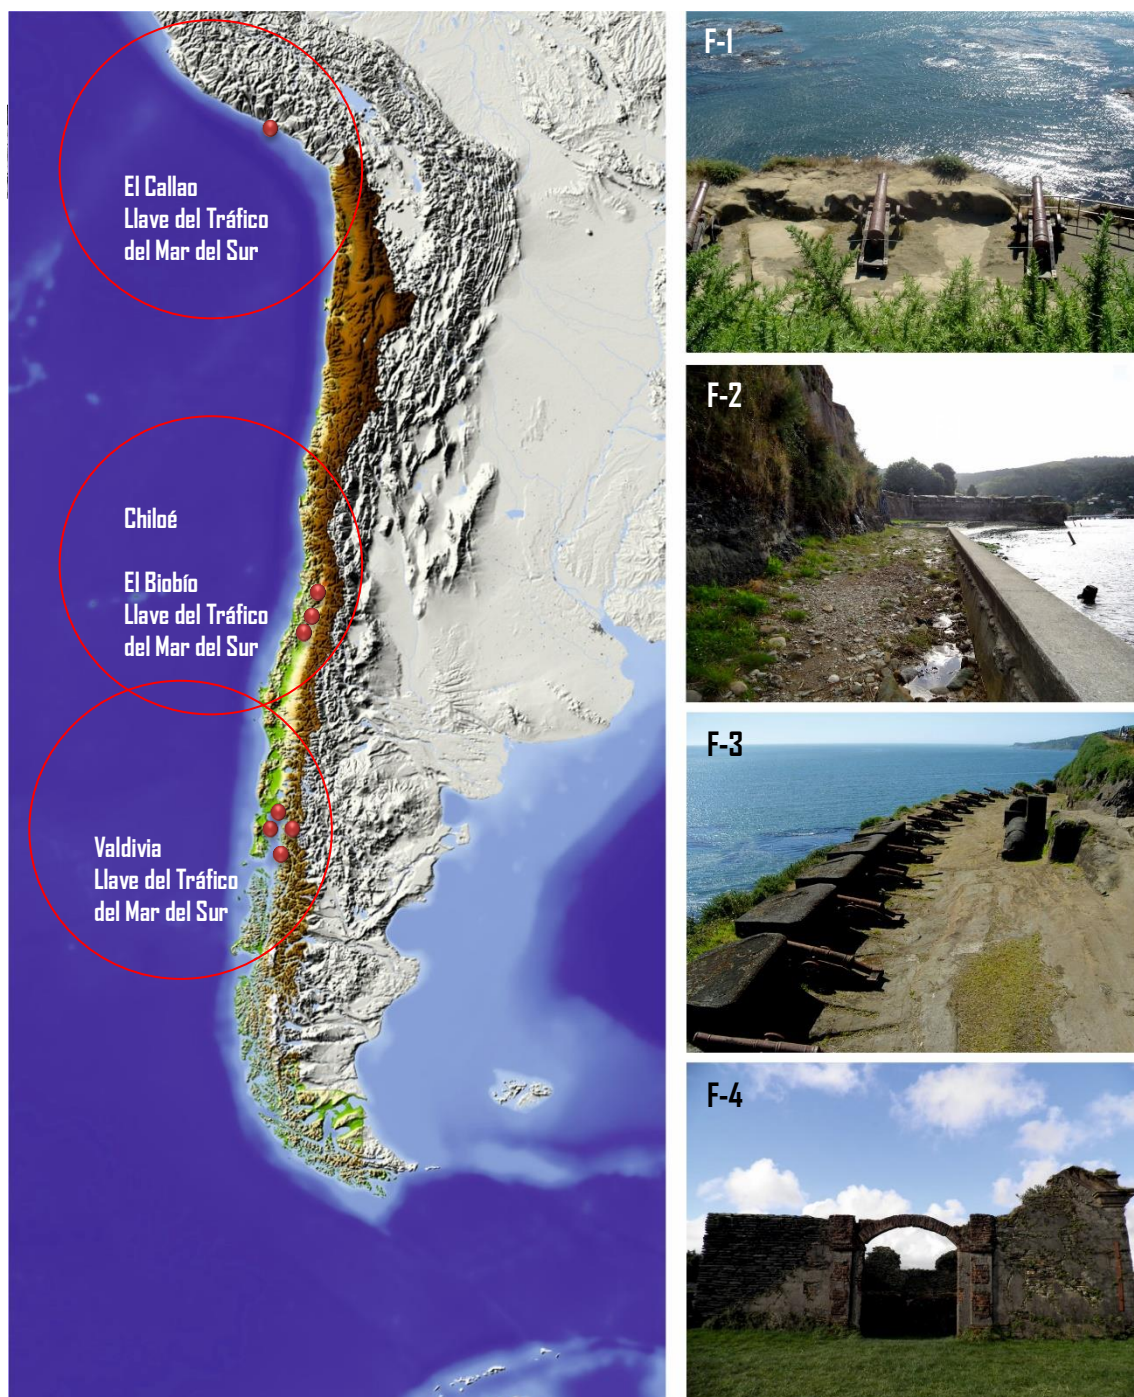 El Callao
Llave del Tráfico
del Mar del Sur
Chiloé
El Biobío
Llave del Tráfico
del Mar del Sur
Valdivia
Llave del Tráfico
del Mar del Sur
F-1
F-2
F-3
F-4